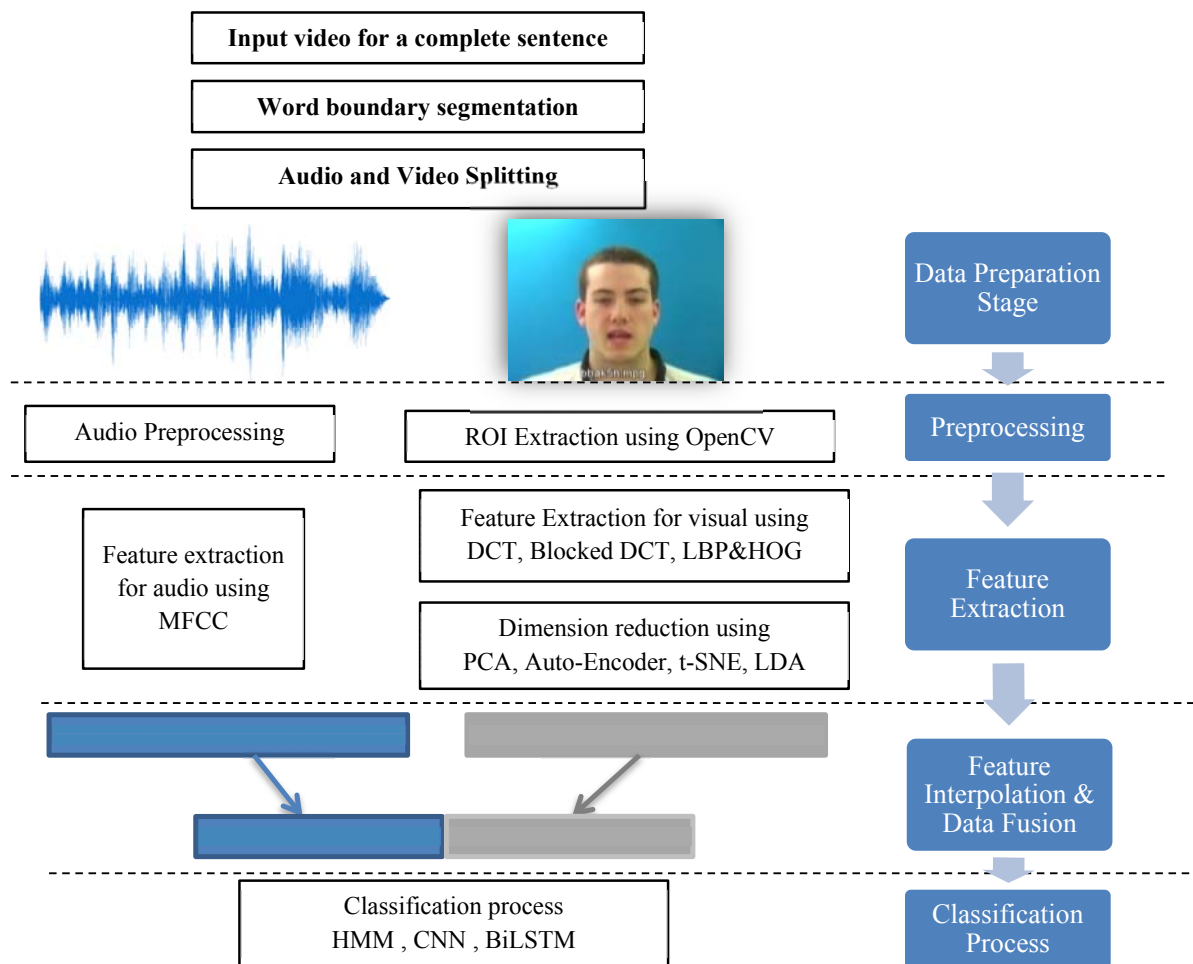 Input video for a complete sentence
Word boundary segmentation
Audio and Video Splitting
Data Preparation
Stage
Audio Preprocessing
ROI Extraction using OpenCV
Preprocessing
Feature extraction
for audio using
MFCC
Feature Extraction for visual using
DCT, Blocked DCT, LBP&HOG
Dimension reduction using
PCA, Auto-Encoder, t-SNE, LDA
Feature
Extraction
Feature
Interpolation &
Data Fusion
Classification process
HMM , CNN , BiLSTM
Classification
Process